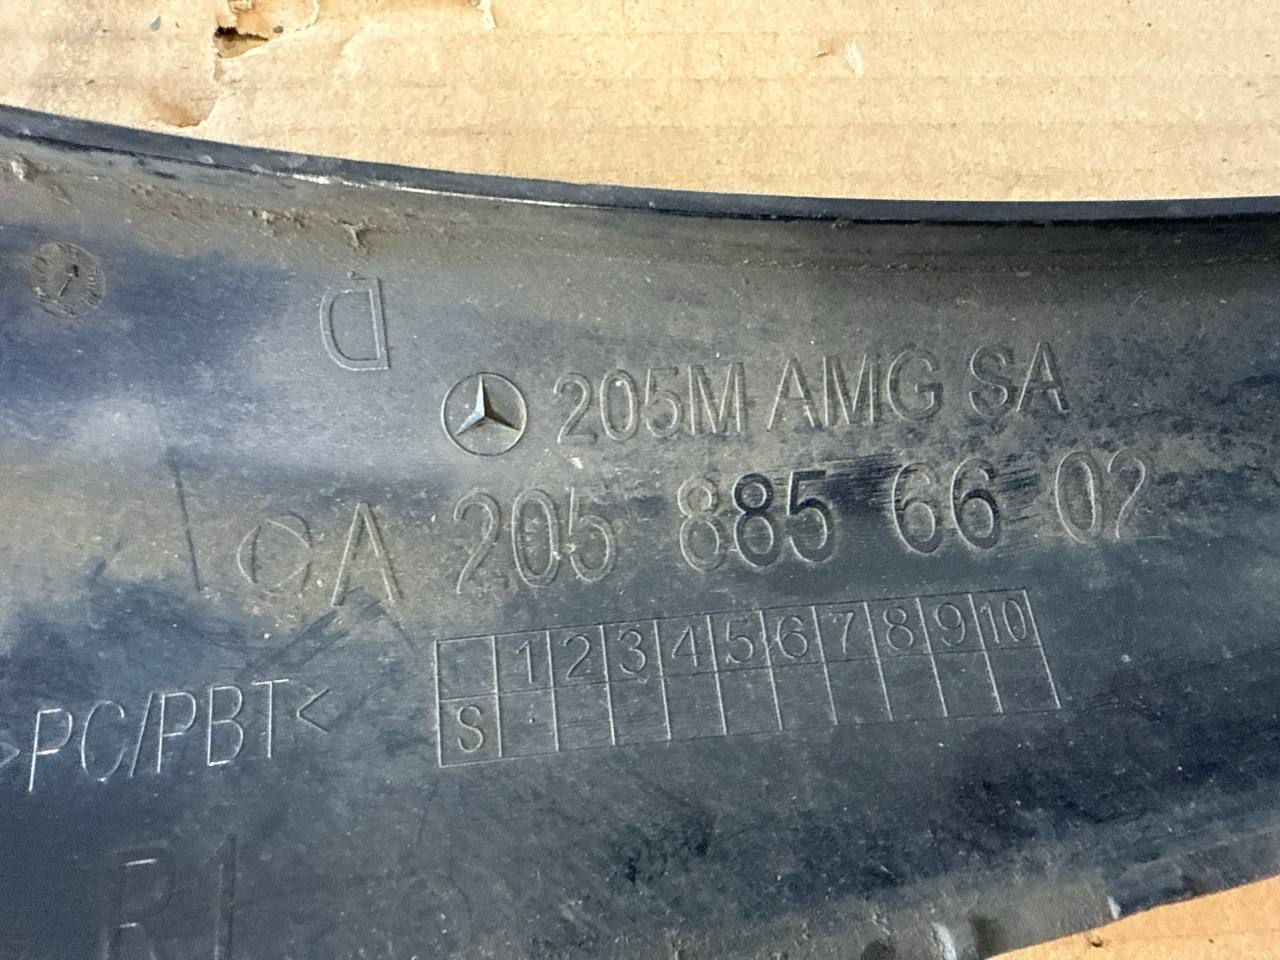 D
205M AMG SA
A 205 885 66 02
1 2 3 4 5 6 7 8 9 10
S
>PC/PBT<
R1